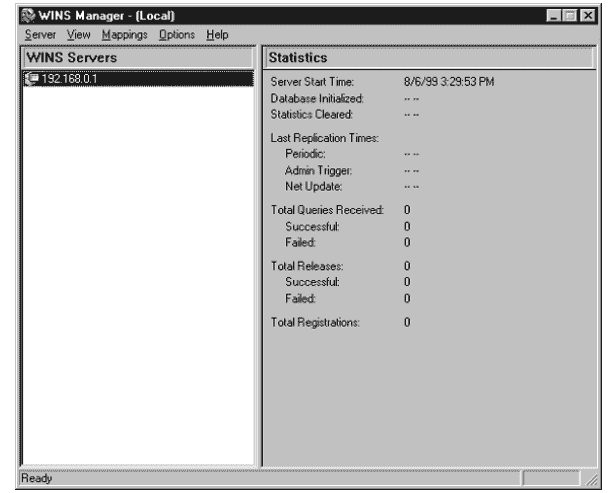 WINS Manager - (Local)
Server View Mappings Options Help
WINS Servers
192.168.0.1
Statistics
Server Start Time: 8/6/99 3:29:53 PM
Database Initialized: -- --
Statistics Cleared: -- --
Last Replication Times:
Periodic: -- --
Admin Trigger: -- --
Net Update: -- --
Total Queries Received: 0
Successful: 0
Failed: 0
Total Releases: 0
Successful: 0
Failed: 0
Total Registrations: 0
Ready